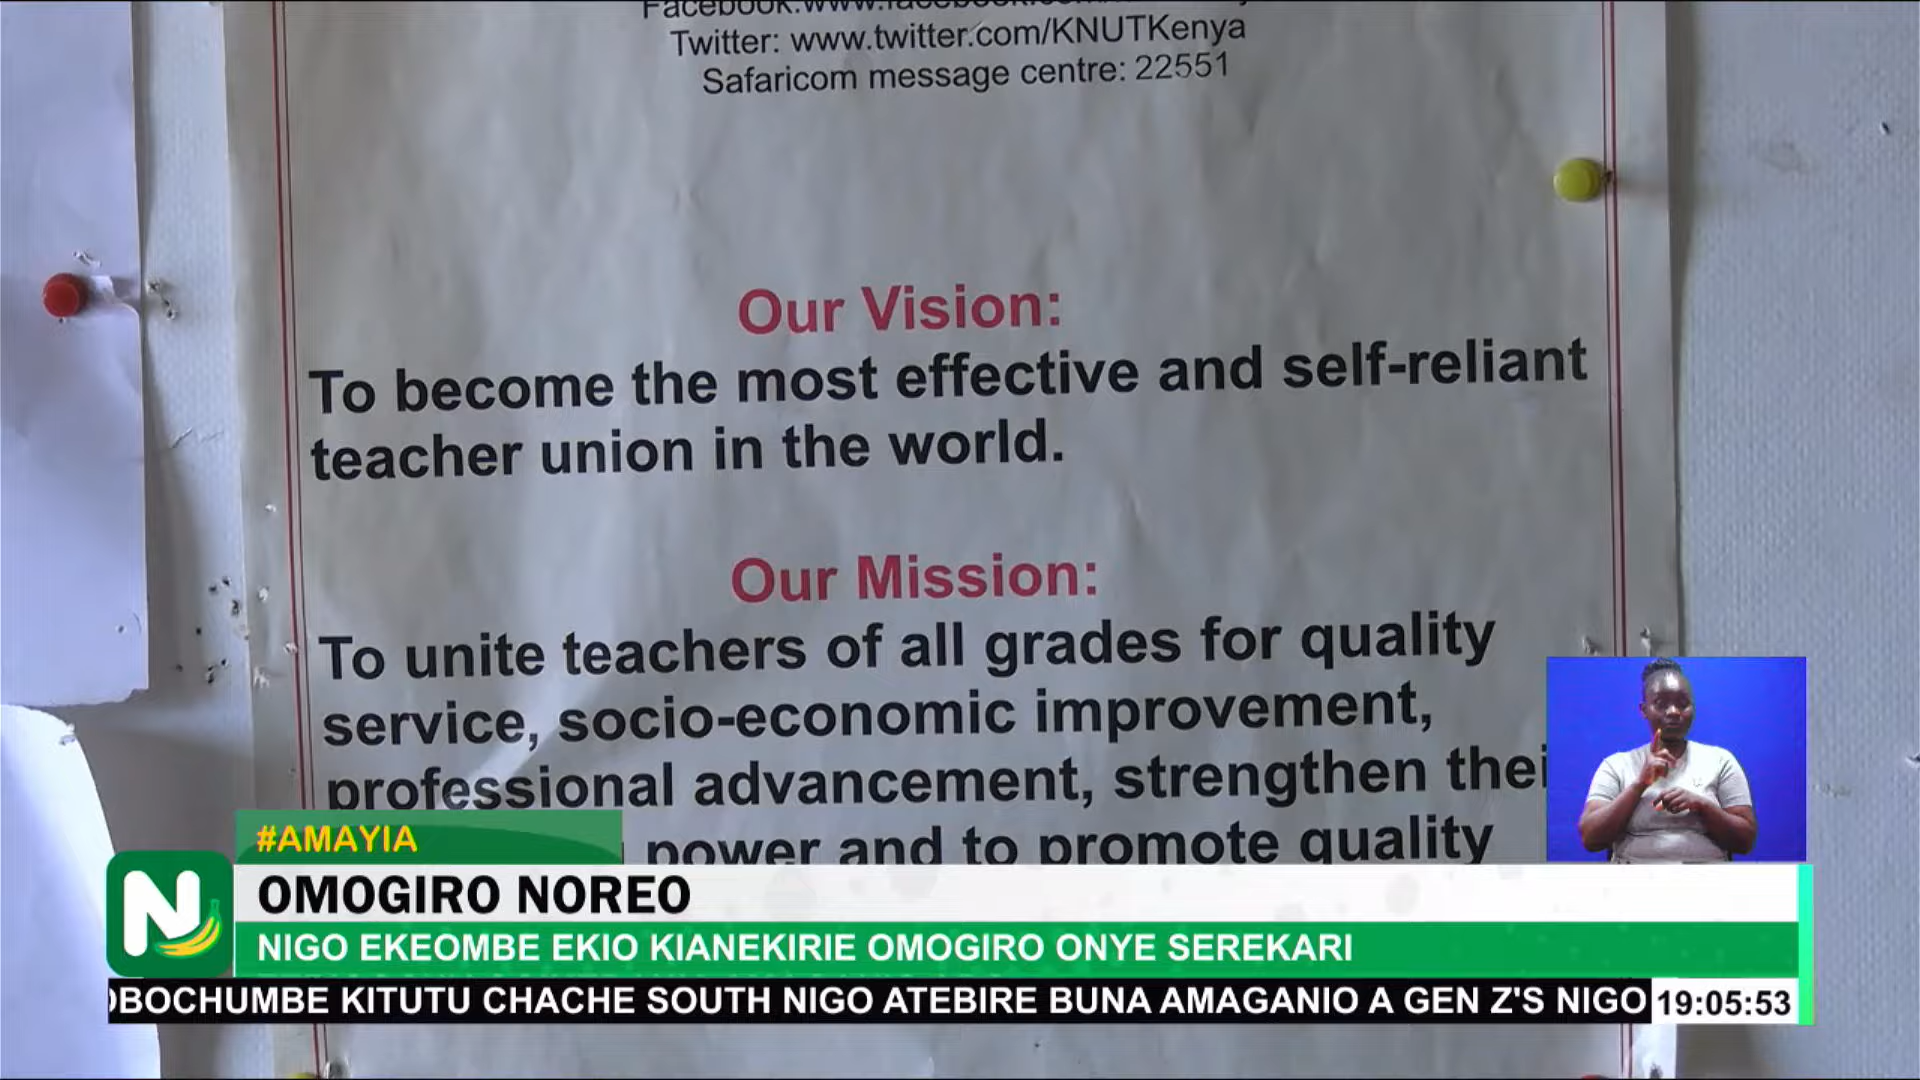 Twitter: www.twitter.com/KNUTKenya
Safaricom message centre: 22551
Our Vision:
To become the most effective and self-reliant
teacher union in the world.
Our Mission:
To unite teachers of all grades for quality
service, socio-economic improvement,
professional advancement, strengthen thei
power and to promote quality
#AMAYIA
N
OMOGIRO NOREO
NIGO EKEOMBE EKIO KIANEKIRIE OMOGIRO ONYE SEREKARI
OBOCHUMBE KITUTU CHACHE SOUTH NIGO ATEBIRE BUNA AMAGANIO A GEN Z'S NIGO
19:05:53